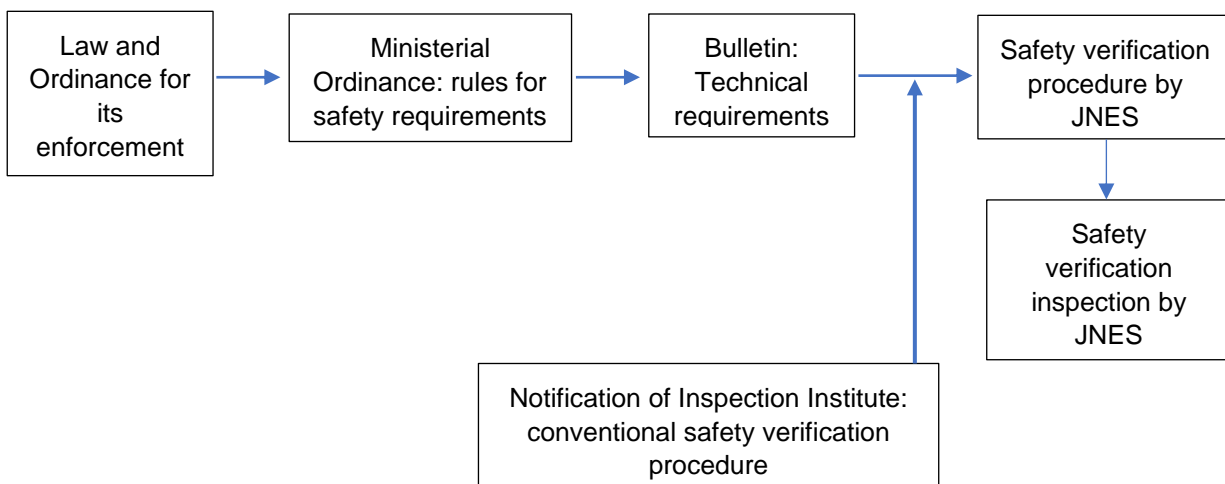 Law and
Ordinance for
its
enforcement
Ministerial
Ordinance: rules for
safety requirements
Bulletin:
Technical
requirements
Safety verification
procedure by
JNES
Safety
verification
inspection by
JNES
Notification of Inspection Institute:
conventional safety verification
procedure